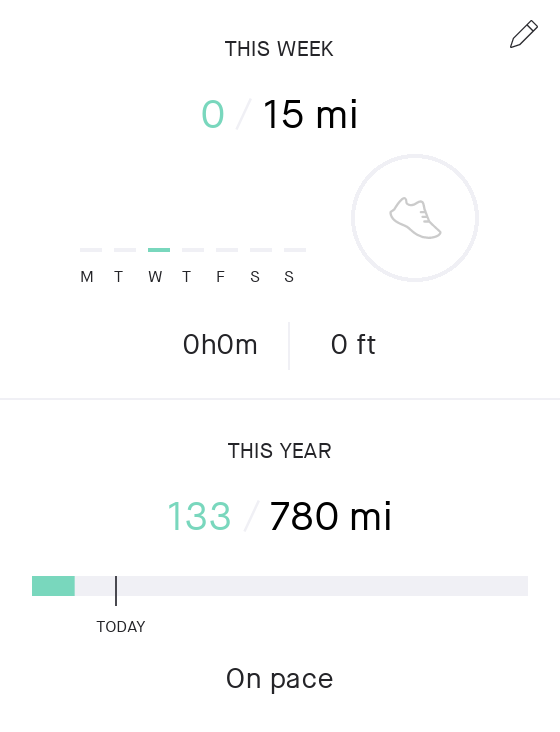 THIS WEEK
0 / 15 mi
M T W T F S S
0h0m 0 ft
THIS YEAR
133 / 780 mi
TODAY
On pace